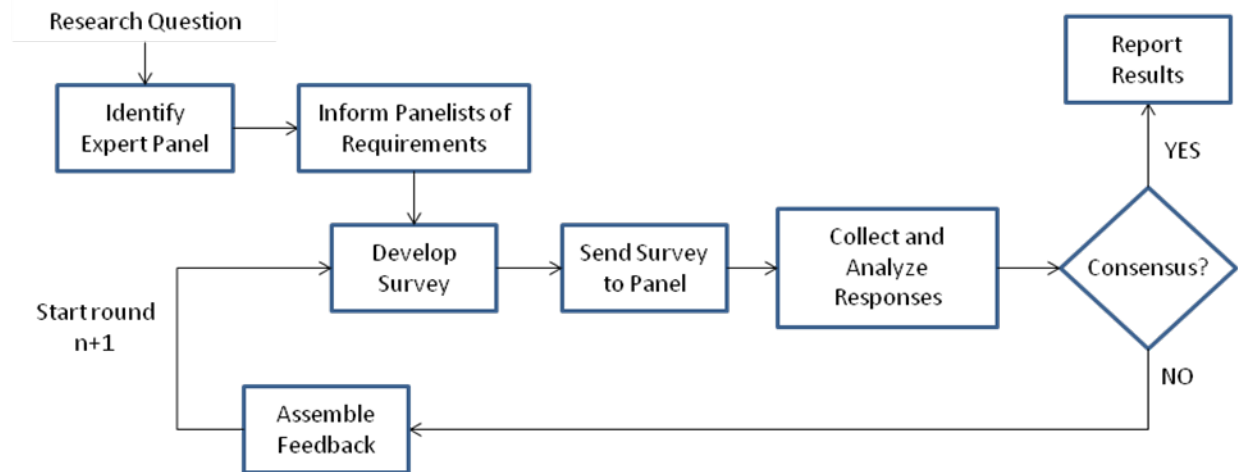 Research Question
Identify
Expert Panel
Inform Panelists of
Requirements
Develop
Survey
Send Survey
to Panel
Collect and
Analyze
Responses
Consensus?
YES
Report
Results
NO
Assemble
Feedback
Start round
n+1